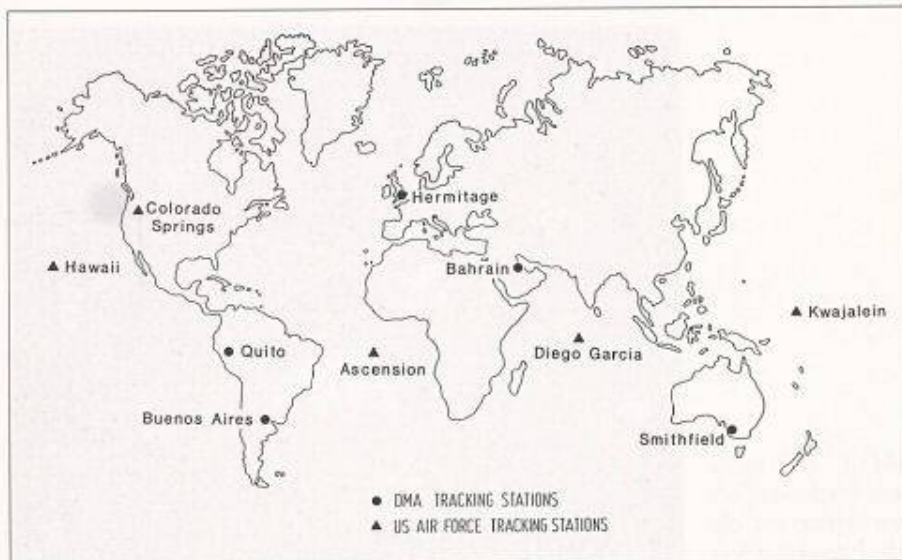 Hermitage
Colorado
Springs
Hawaii
Bahrain
Kwajalein
Quito
Ascension
Diego Garcia
Buenos Aires
Smithfield
DMA TRACKING STATIONS
US AIR FORCE TRACKING STATIONS